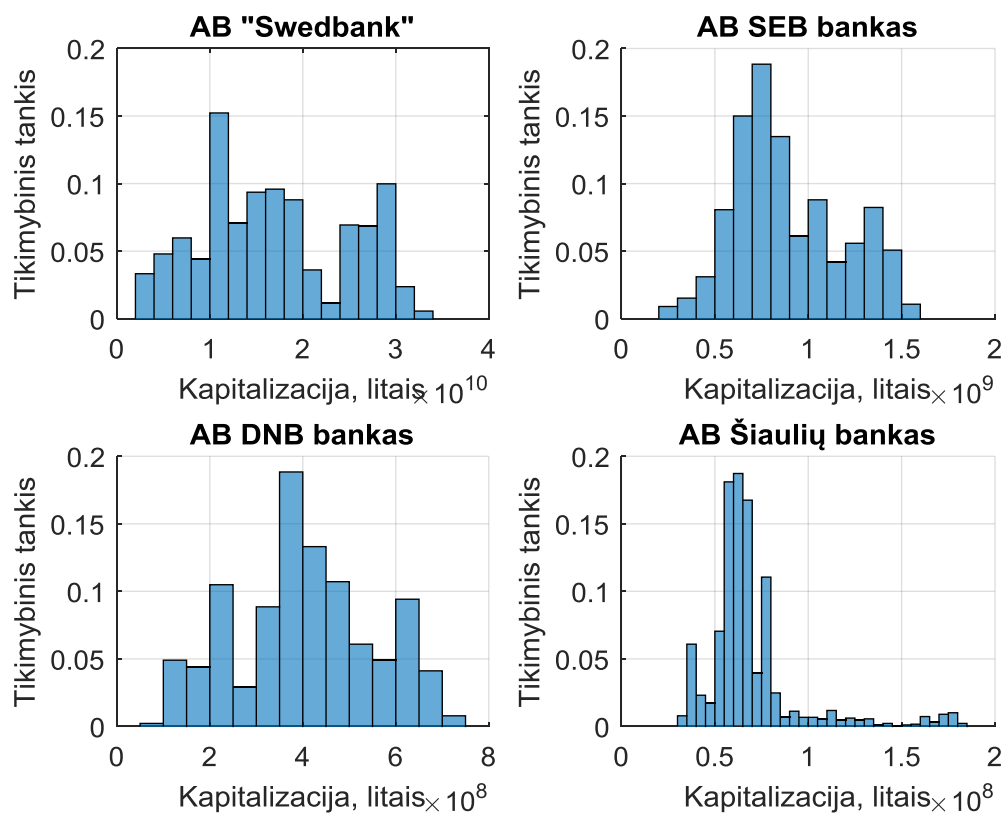 AB "Swedbank"
Tikimybinis tankis
0.2
0.15
0.1
0.05
0
0 1 2 3 4
Kapitalizacija, litais × 10^10
AB SEB bankas
Tikimybinis tankis
0.2
0.15
0.1
0.05
0
0 0.5 1 1.5 2
Kapitalizacija, litais × 10^9
AB DNB bankas
Tikimybinis tankis
0.2
0.15
0.1
0.05
0
0 2 4 6 8
Kapitalizacija, litais × 10^8
AB Šiaulių bankas
Tikimybinis tankis
0.2
0.15
0.1
0.05
0
0 0.5 1 1.5 2
Kapitalizacija, litais × 10^8